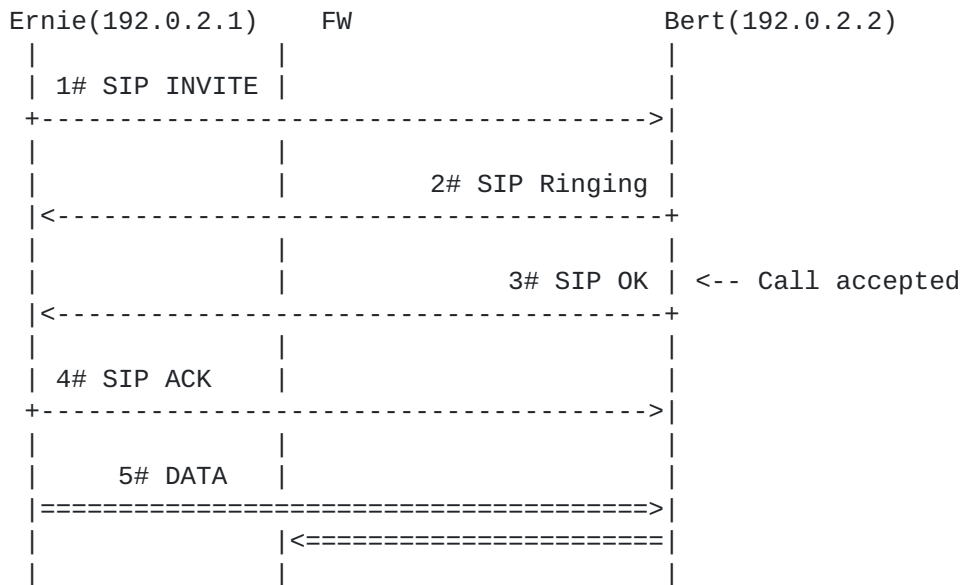 Ernie(192.0.2.1) FW Bert(192.0.2.2)
1# SIP INVITE
2# SIP Ringing
3# SIP OK <-- Call accepted
4# SIP ACK
5# DATA